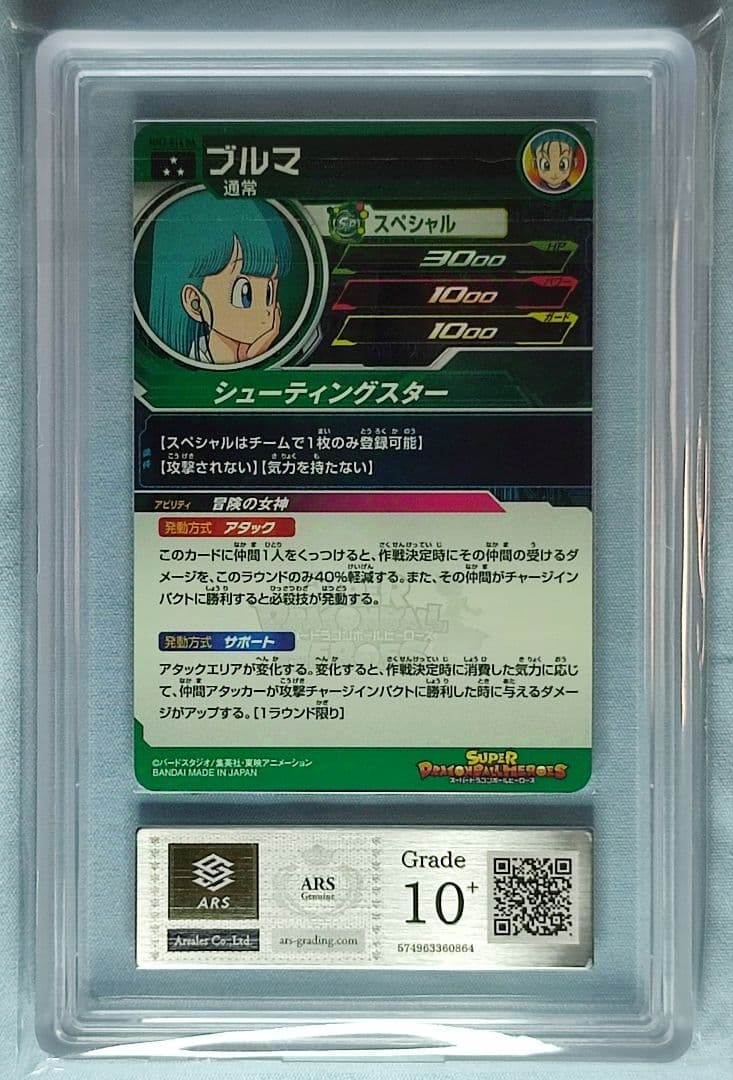 ブルマ
通常
スペシャル
HP
3000
パワー
1000
ガード
1000
シューティングスター
【スペシャルはチームで1枚のみ登録可能】
【攻撃されない】【気力を持たない】
アビリティ 冒険の女神
発動方式 アタック
このカードに仲間1人をくっつけると、作戦決定時にその仲間の受けるダ
メージを、このラウンドのみ40%軽減する。また、その仲間がチャージイン
パクトに勝利すると必殺技が発動する。
発動方式 サポート
アタックエリアが変化する。変化すると、作戦決定時に消費した気力に応じ
て、仲間アタッカーが攻撃チャージインパクトに勝利した時に与えるダメー
ジがアップする。[1ラウンド限り]
©バードスタジオ/集英社・東映アニメーション
BANDAI MADE IN JAPAN
SUPER
DRAGONBALL HEROES
スーパードラゴンボールヒーローズ
ARS
Arsales Co.,Ltd.
ARS
Genuine
ars-grading.com
Grade
10+
574963360864